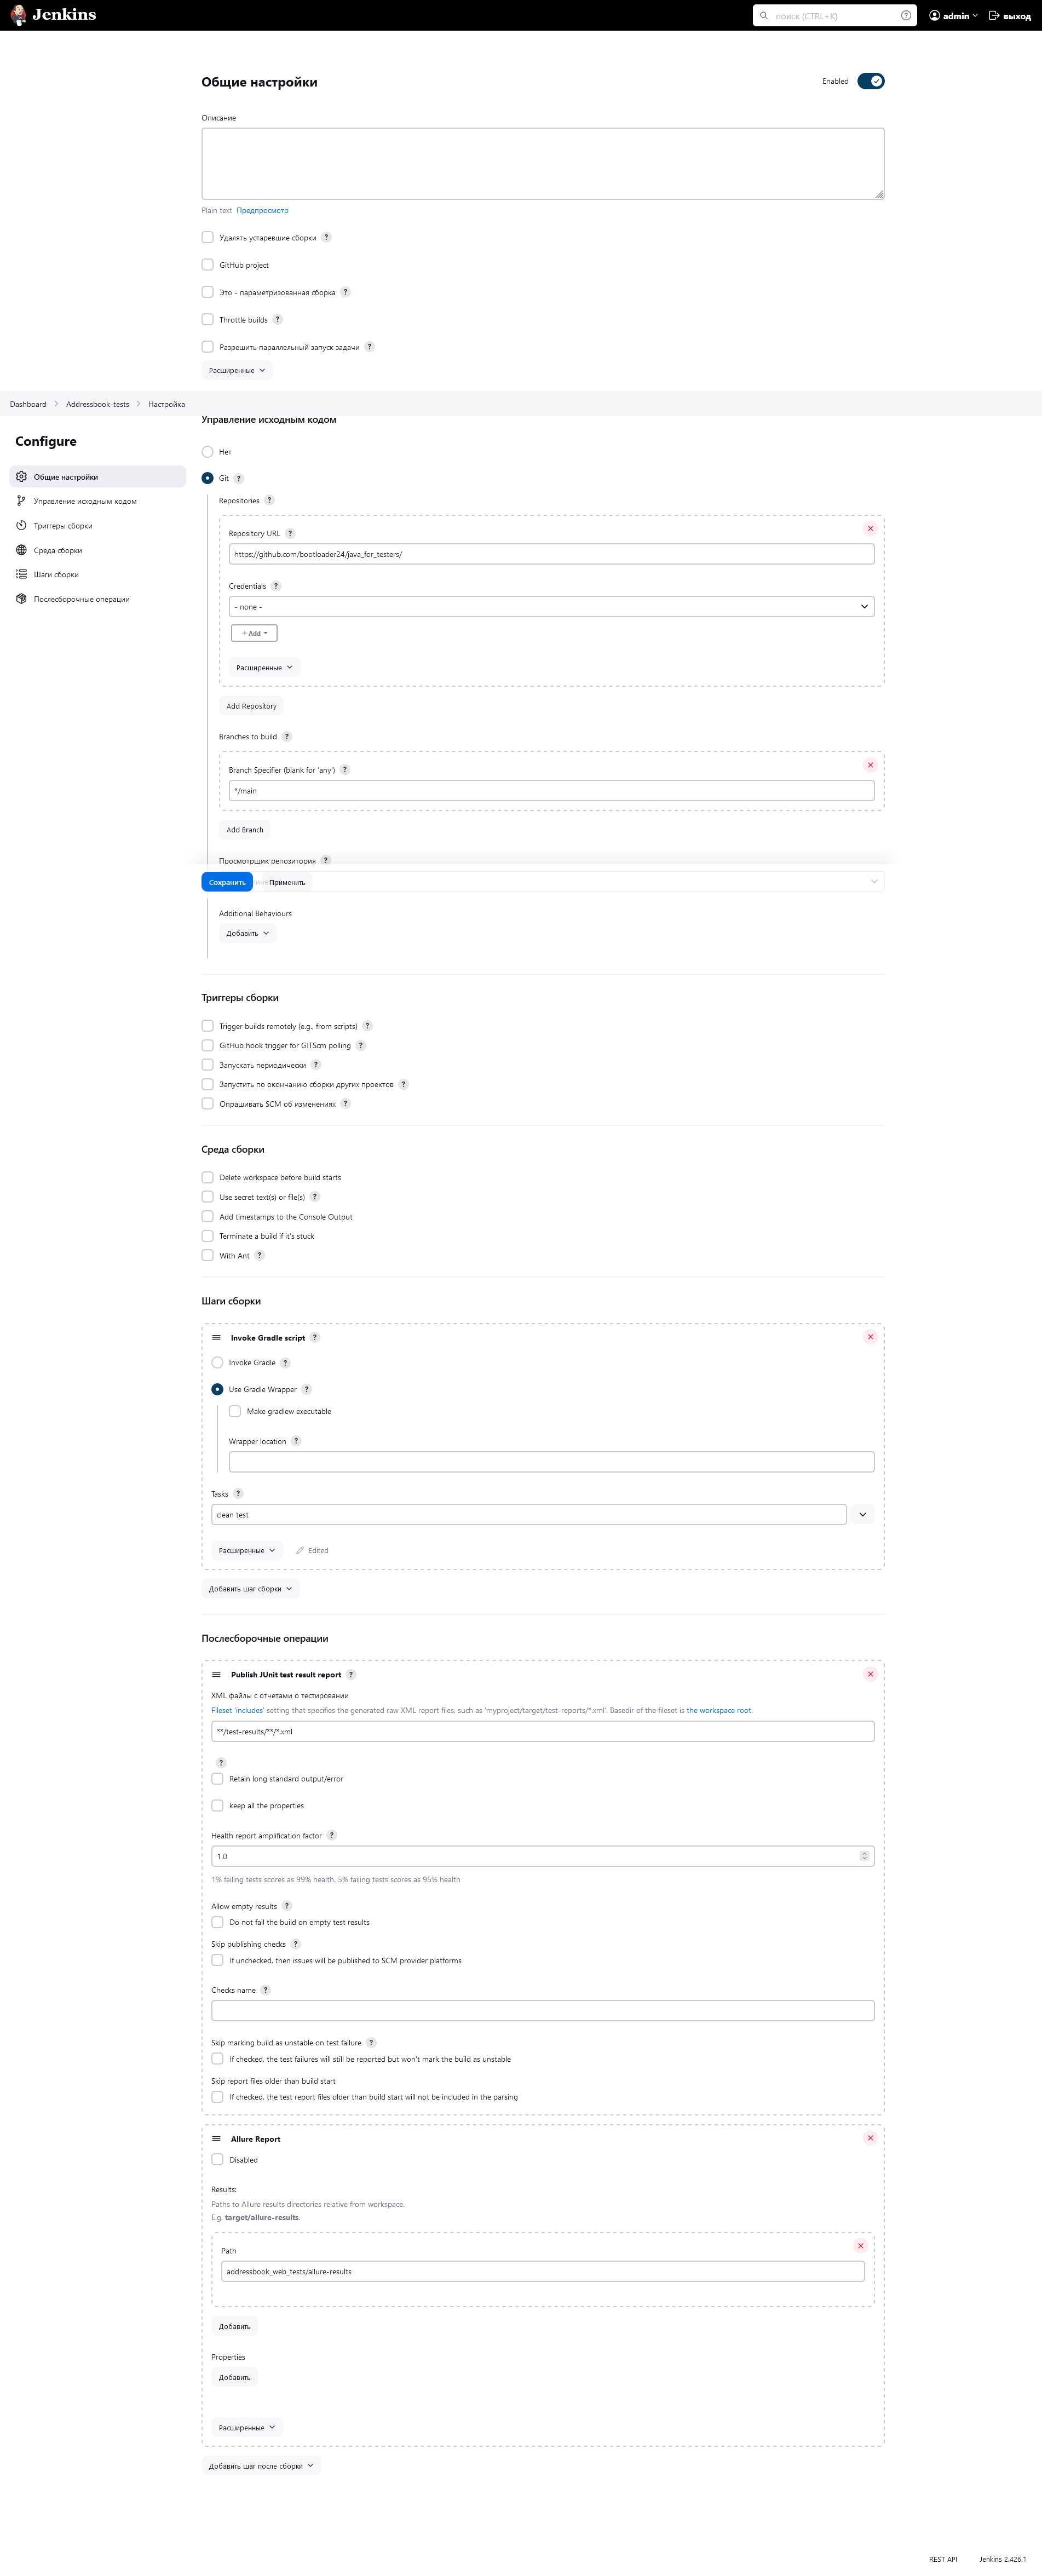 Jenkins
поиск (CTRL+K)
admin
выход
Общие настройки
Enabled
Описание
Plain text Предпросмотр
Удалять устаревшие сборки ?
GitHub project
Это - параметризованная сборка ?
Throttle builds ?
Разрешить параллельный запуск задачи ?
Расширенные
Dashboard
Addressbook-tests
Настройка
Управление исходным кодом
Configure
Общие настройки
Управление исходным кодом
Триггеры сборки
Среда сборки
Шаги сборки
Послесборочные операции
Нет
Git ?
Repositories ?
Repository URL ?
https://github.com/bootloader24/java_for_testers/
Credentials ?
- none -
+ Add
Расширенные
Add Repository
Branches to build ?
Branch Specifier (blank for 'any') ?
*/main
Add Branch
Просмотрщик репозитория ?
Сохранить
Применить
Additional Behaviours
Добавить
Триггеры сборки
Trigger builds remotely (e.g., from scripts) ?
GitHub hook trigger for GITScm polling ?
Запускать периодически ?
Запустить по окончанию сборки других проектов ?
Опрашивать SCM об изменениях ?
Среда сборки
Delete workspace before build starts
Use secret text(s) or file(s) ?
Add timestamps to the Console Output
Terminate a build if it's stuck
With Ant ?
Шаги сборки
Invoke Gradle script ?
Invoke Gradle ?
Use Gradle Wrapper ?
Make gradlew executable
Wrapper location ?
Tasks ?
clean test
Расширенные
Edited
Добавить шаг сборки
Послесборочные операции
Publish JUnit test result report ?
XML файлы с отчетами о тестировании
Fileset 'includes' setting that specifies the generated raw XML report files, such as 'myproject/target/test-reports/*.xml'. Basedir of the fileset is the workspace root.
**/test-results/**/*.xml
?
Retain long standard output/error
keep all the properties
Health report amplification factor ?
1.0
1% failing tests scores as 99% health. 5% failing tests scores as 95% health
Allow empty results ?
Do not fail the build on empty test results
Skip publishing checks ?
If unchecked, then issues will be published to SCM provider platforms
Checks name ?
Skip marking build as unstable on test failure ?
If checked, the test failures will still be reported but won't mark the build as unstable
Skip report files older than build start
If checked, the test report files older than build start will not be included in the parsing
Allure Report
Disabled
Results:
Paths to Allure results directories relative from workspace.
E.g. target/allure-results.
Path
addressbook_web_tests/allure-results
Добавить
Properties
Добавить
Расширенные
Добавить шаг после сборки
REST API
Jenkins 2.426.1